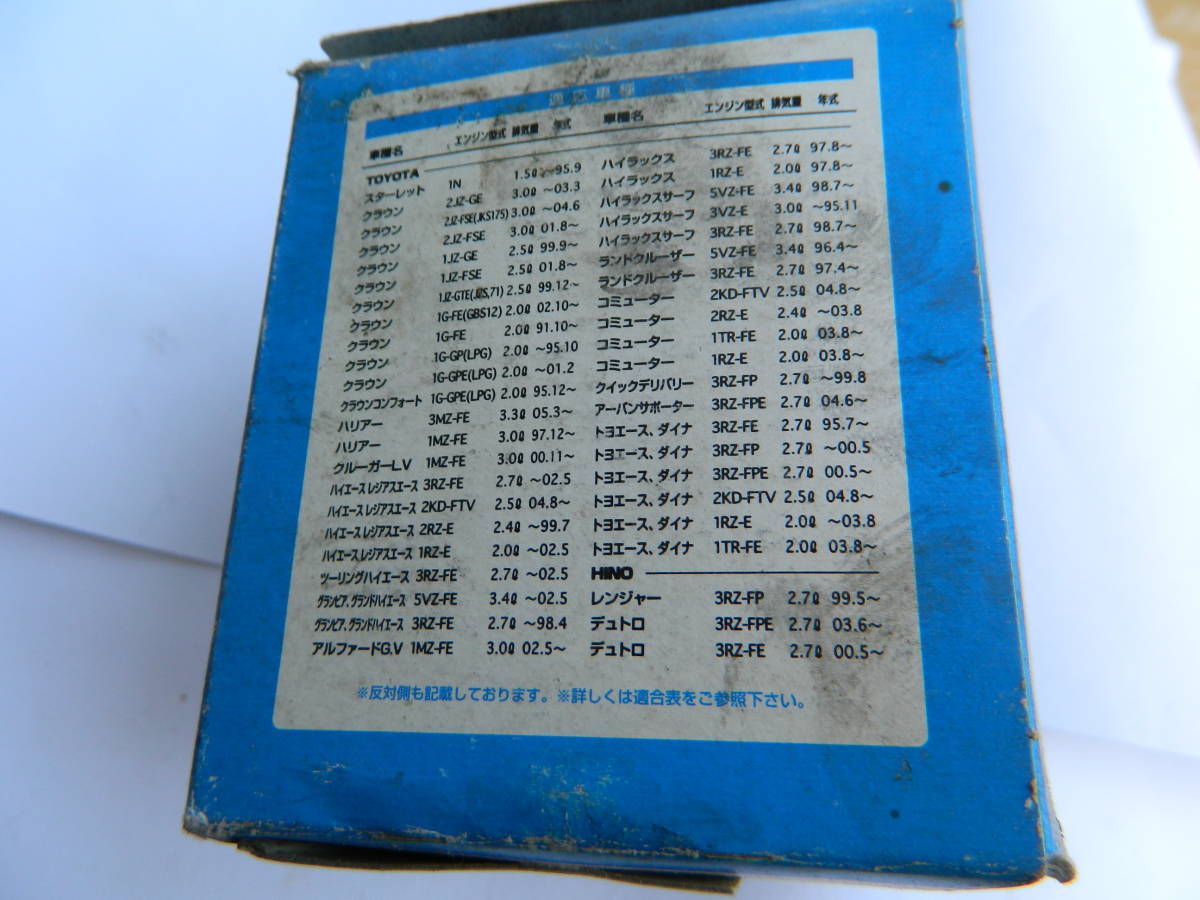 適応車種
車種名 エンジン型式 排気量 年式
TOYOTA
スターレット 1N 1.5ℓ ～95.9
クラウン 2JZ-GE 3.0ℓ ～03.3
クラウン 2JZ-FSE(JKS175) 3.0ℓ ～04.6
クラウン 2JZ-FSE 3.0ℓ 01.8～
クラウン 1JZ-GE 2.5ℓ 99.9～
クラウン 1JZ-FSE 2.5ℓ 01.8～
クラウン 1JZ-GTE(JZS,71) 2.5ℓ 99.12～
クラウン 1G-FE(GBS12) 2.0ℓ 02.10～
クラウン 1G-FE 2.0ℓ 91.10～
クラウン 1G-GP(LPG) 2.0ℓ ～95.10
クラウン 1G-GPE(LPG) 2.0ℓ ～01.2
クラウンコンフォート 1G-GPE(LPG) 2.0ℓ 95.12～
ハリアー 3MZ-FE 3.3ℓ 05.3～
ハリアー 1MZ-FE 3.0ℓ 97.12～
クルーガーL.V 1MZ-FE 3.0ℓ 00.11～
ハイエースレジアスエース 3RZ-FE 2.7ℓ ～02.5
ハイエースレジアスエース 2KD-FTV 2.5ℓ 04.8～
ハイエースレジアスエース 2RZ-E 2.4ℓ ～99.7
ハイエースレジアスエース 1RZ-E 2.0ℓ ～02.5
ツーリングハイエース 3RZ-FE 2.7ℓ ～02.5
グランビア、グランドハイエース 5VZ-FE 3.4ℓ ～02.5
グランビア、グランドハイエース 3RZ-FE 2.7ℓ ～98.4
アルファードG.V 1MZ-FE 3.0ℓ 02.5～
車種名 エンジン型式 排気量 年式
ハイラックス 3RZ-FE 2.7ℓ 97.8～
ハイラックス 1RZ-E 2.0ℓ 97.8～
ハイラックスサーフ 5VZ-FE 3.4ℓ 98.7～
ハイラックスサーフ 3VZ-E 3.0ℓ ～95.11
ハイラックスサーフ 3RZ-FE 2.7ℓ 98.7～
ランドクルーザー 5VZ-FE 3.4ℓ 96.4～
ランドクルーザー 3RZ-FE 2.7ℓ 97.4～
コミューター 2KD-FTV 2.5ℓ 04.8～
コミューター 2RZ-E 2.4ℓ ～03.8
コミューター 1TR-FE 2.0ℓ 03.8～
コミューター 1RZ-E 2.0ℓ 03.8～
クイックデリバリー 3RZ-FP 2.7ℓ ～99.8
アーバンサポーター 3RZ-FPE 2.7ℓ 04.6～
トヨエース、ダイナ 3RZ-FE 2.7ℓ 95.7～
トヨエース、ダイナ 3RZ-FP 2.7ℓ ～00.5
トヨエース、ダイナ 3RZ-FPE 2.7ℓ 00.5～
トヨエース、ダイナ 2KD-FTV 2.5ℓ 04.8～
トヨエース、ダイナ 1RZ-E 2.0ℓ ～03.8
トヨエース、ダイナ 1TR-FE 2.0ℓ 03.8～
HINO
レンジャー 3RZ-FP 2.7ℓ 99.5～
デュトロ 3RZ-FPE 2.7ℓ 03.6～
デュトロ 3RZ-FE 2.7ℓ 00.5～
※反対側も記載しております。※詳しくは適合表をご参照下さい。